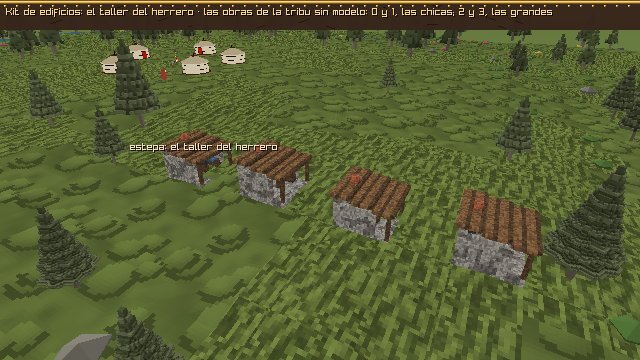 Kit de edificios: el taller del herrero · las obras de la tribu sin modelo: 0 y 1, las chicas, 2 y 3, las grandes
estepa: el taller del herrero